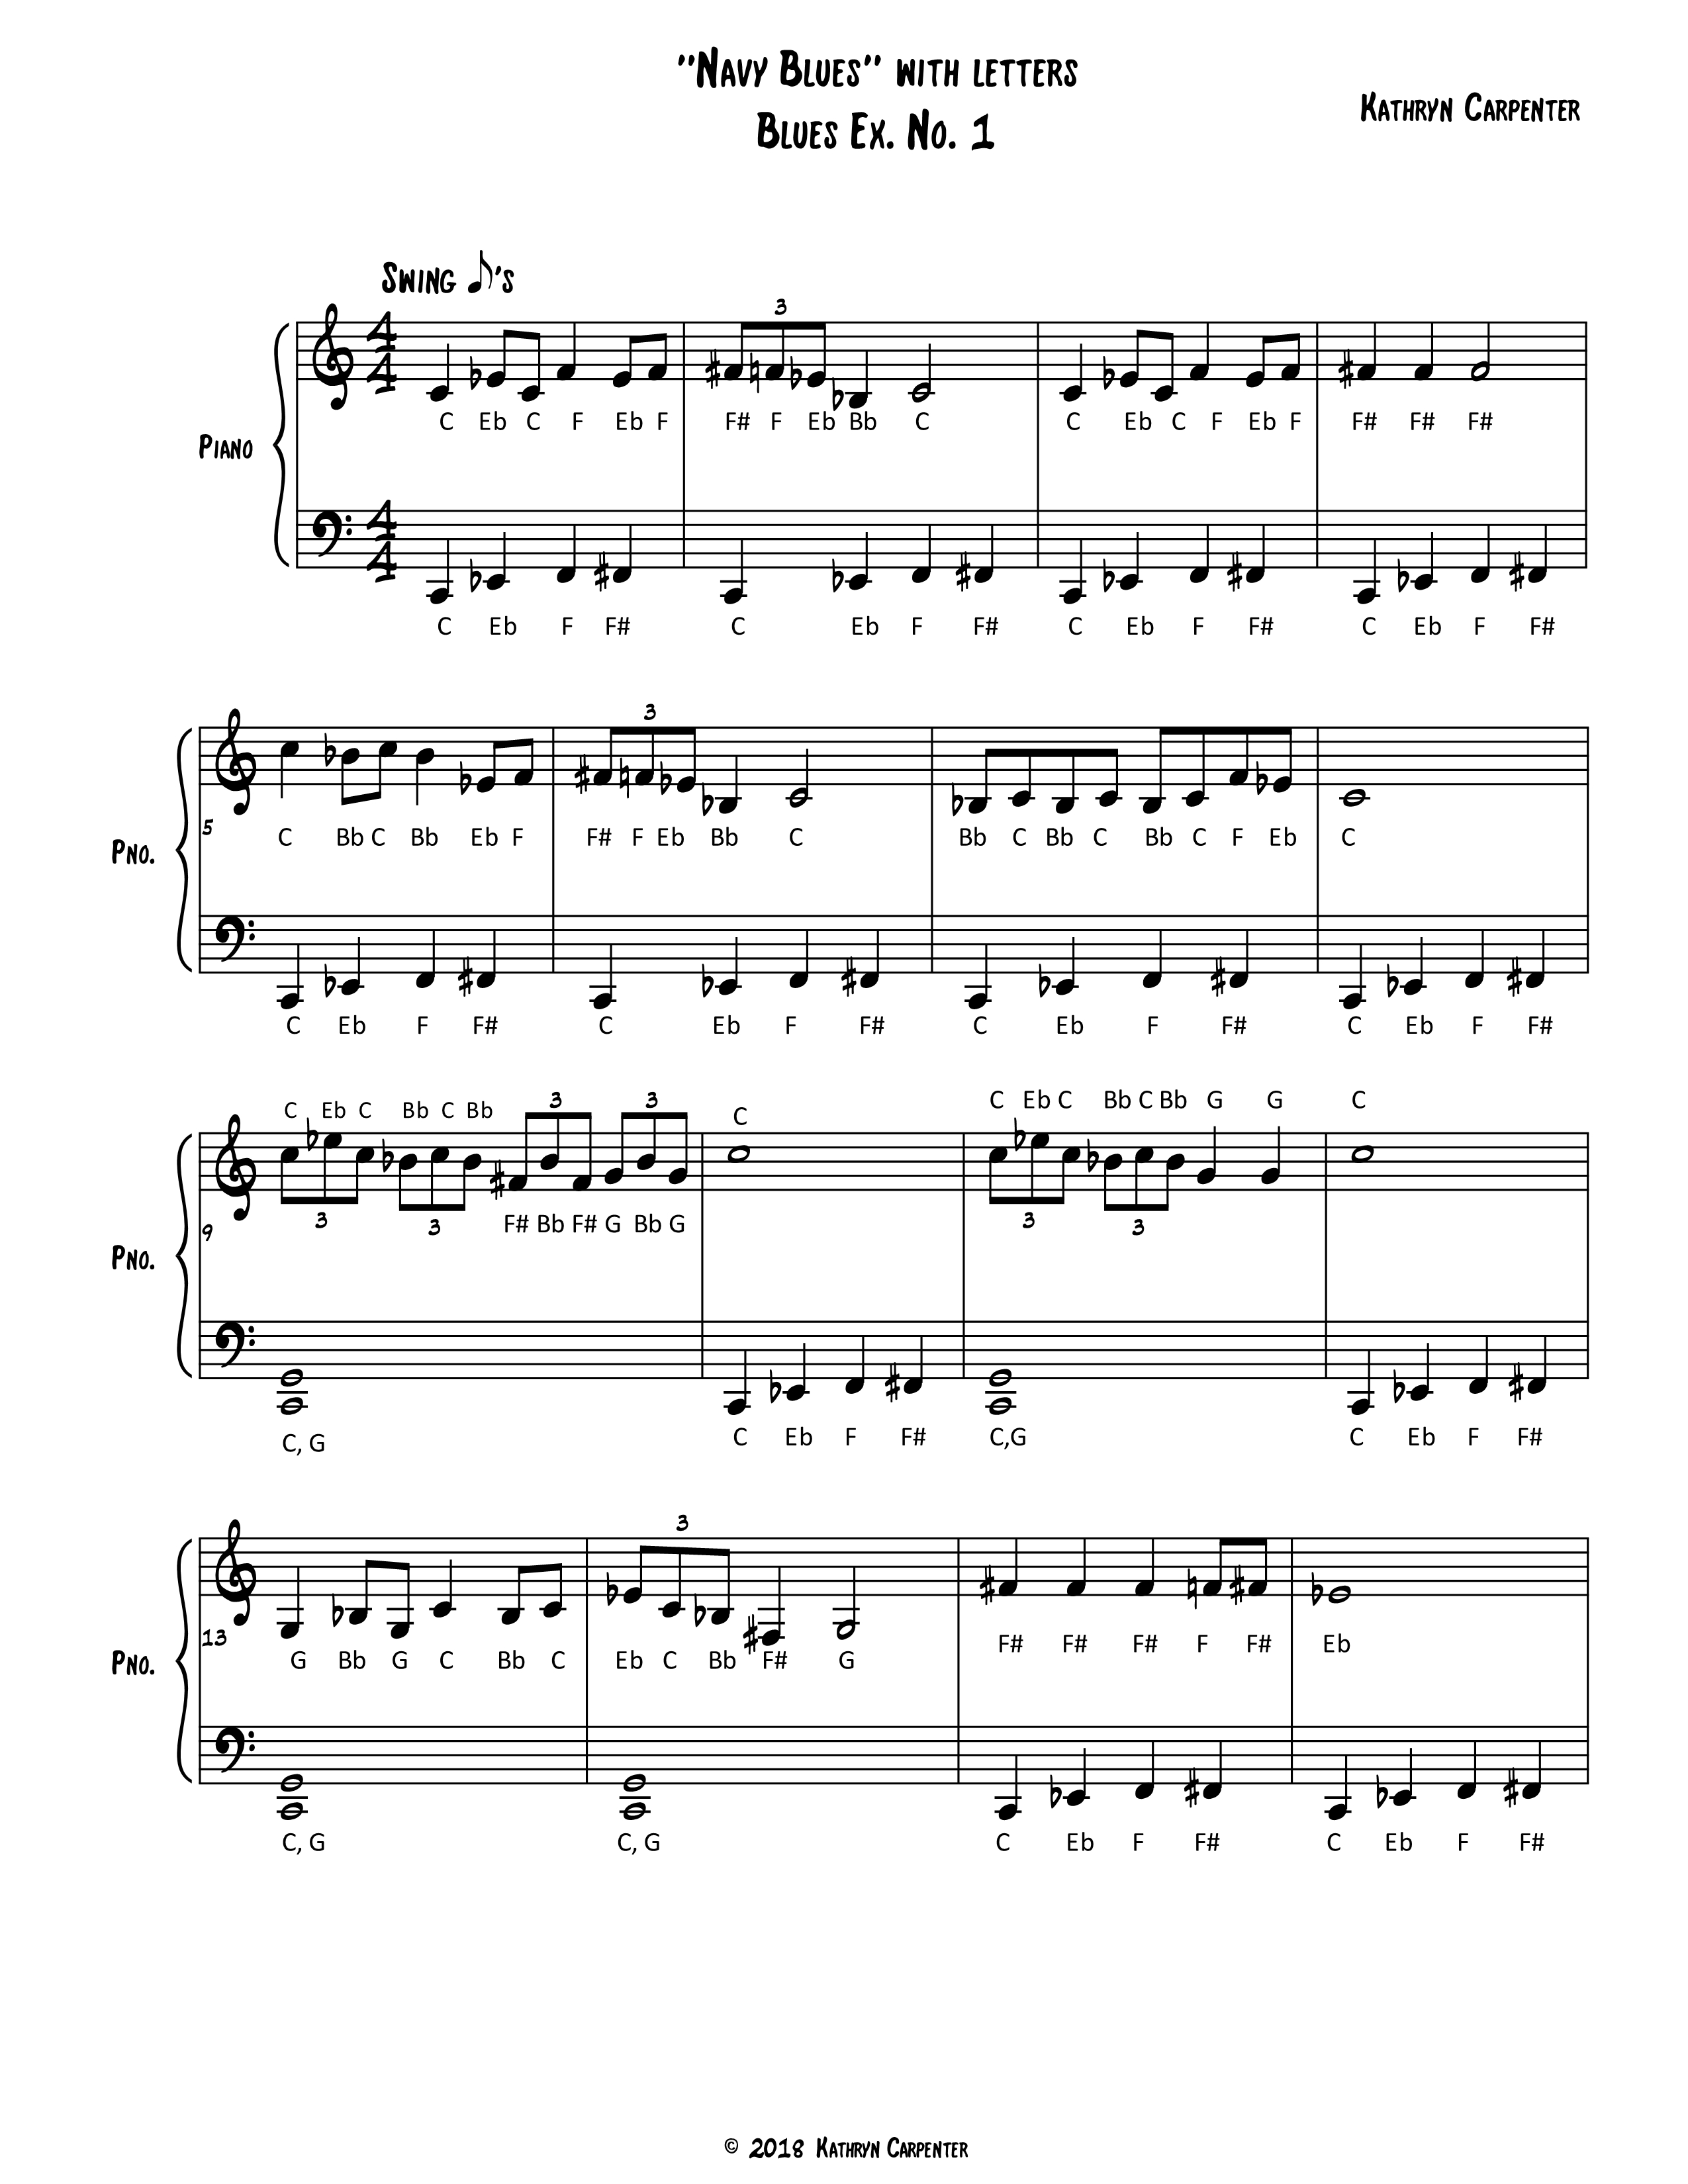 "Navy Blues" with letters
Blues Ex. No. 1
Kathryn Carpenter
Swing ♪'s
3
C Eb C F Eb F F# F Eb Bb C C Eb C F Eb F F# F# F#
Piano
C Eb F F# C Eb F F# C Eb F F# C Eb F F#
3
5
C Bb C Bb Eb F F# F Eb Bb C Bb C Bb C Bb C F Eb C
Pno.
C Eb F F# C Eb F F# C Eb F F# C Eb F F#
C Eb C Bb C Bb 3 3 C C Eb C Bb C Bb G G C
3 3 F# Bb F# G Bb G 3 3
9
Pno.
C, G C Eb F F# C,G C Eb F F#
3
13
G Bb G C Bb C Eb C Bb F# G F# F# F# F F# Eb
Pno.
C, G C, G C Eb F F# C Eb F F#
© 2018 Kathryn Carpenter